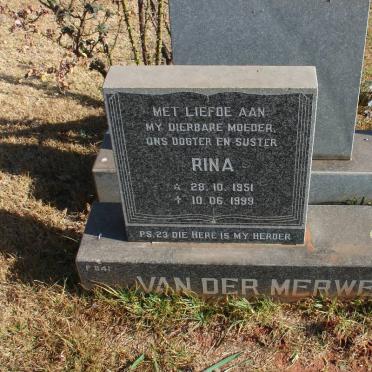 MET LIEFDE AAN
MY DIERBARE MOEDER,
ONS DOGTER EN SUSTER
RINA
28.10.1951
† 10.06.1999
PS.23 DIE HERE IS MY HERDER
VAN DER MERWE